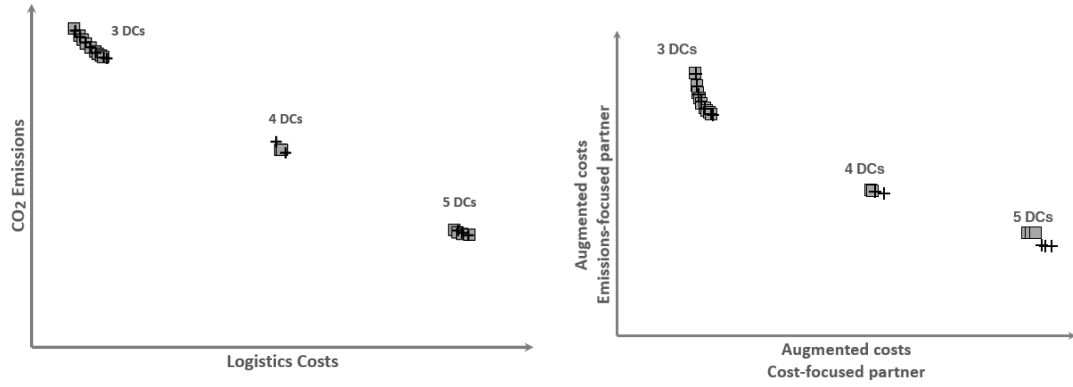 3 DCs
4 DCs
5 DCs
CO2 Emissions
Logistics Costs
3 DCs
4 DCs
5 DCs
Augmented costs
Emissions-focused partner
Augmented costs
Cost-focused partner